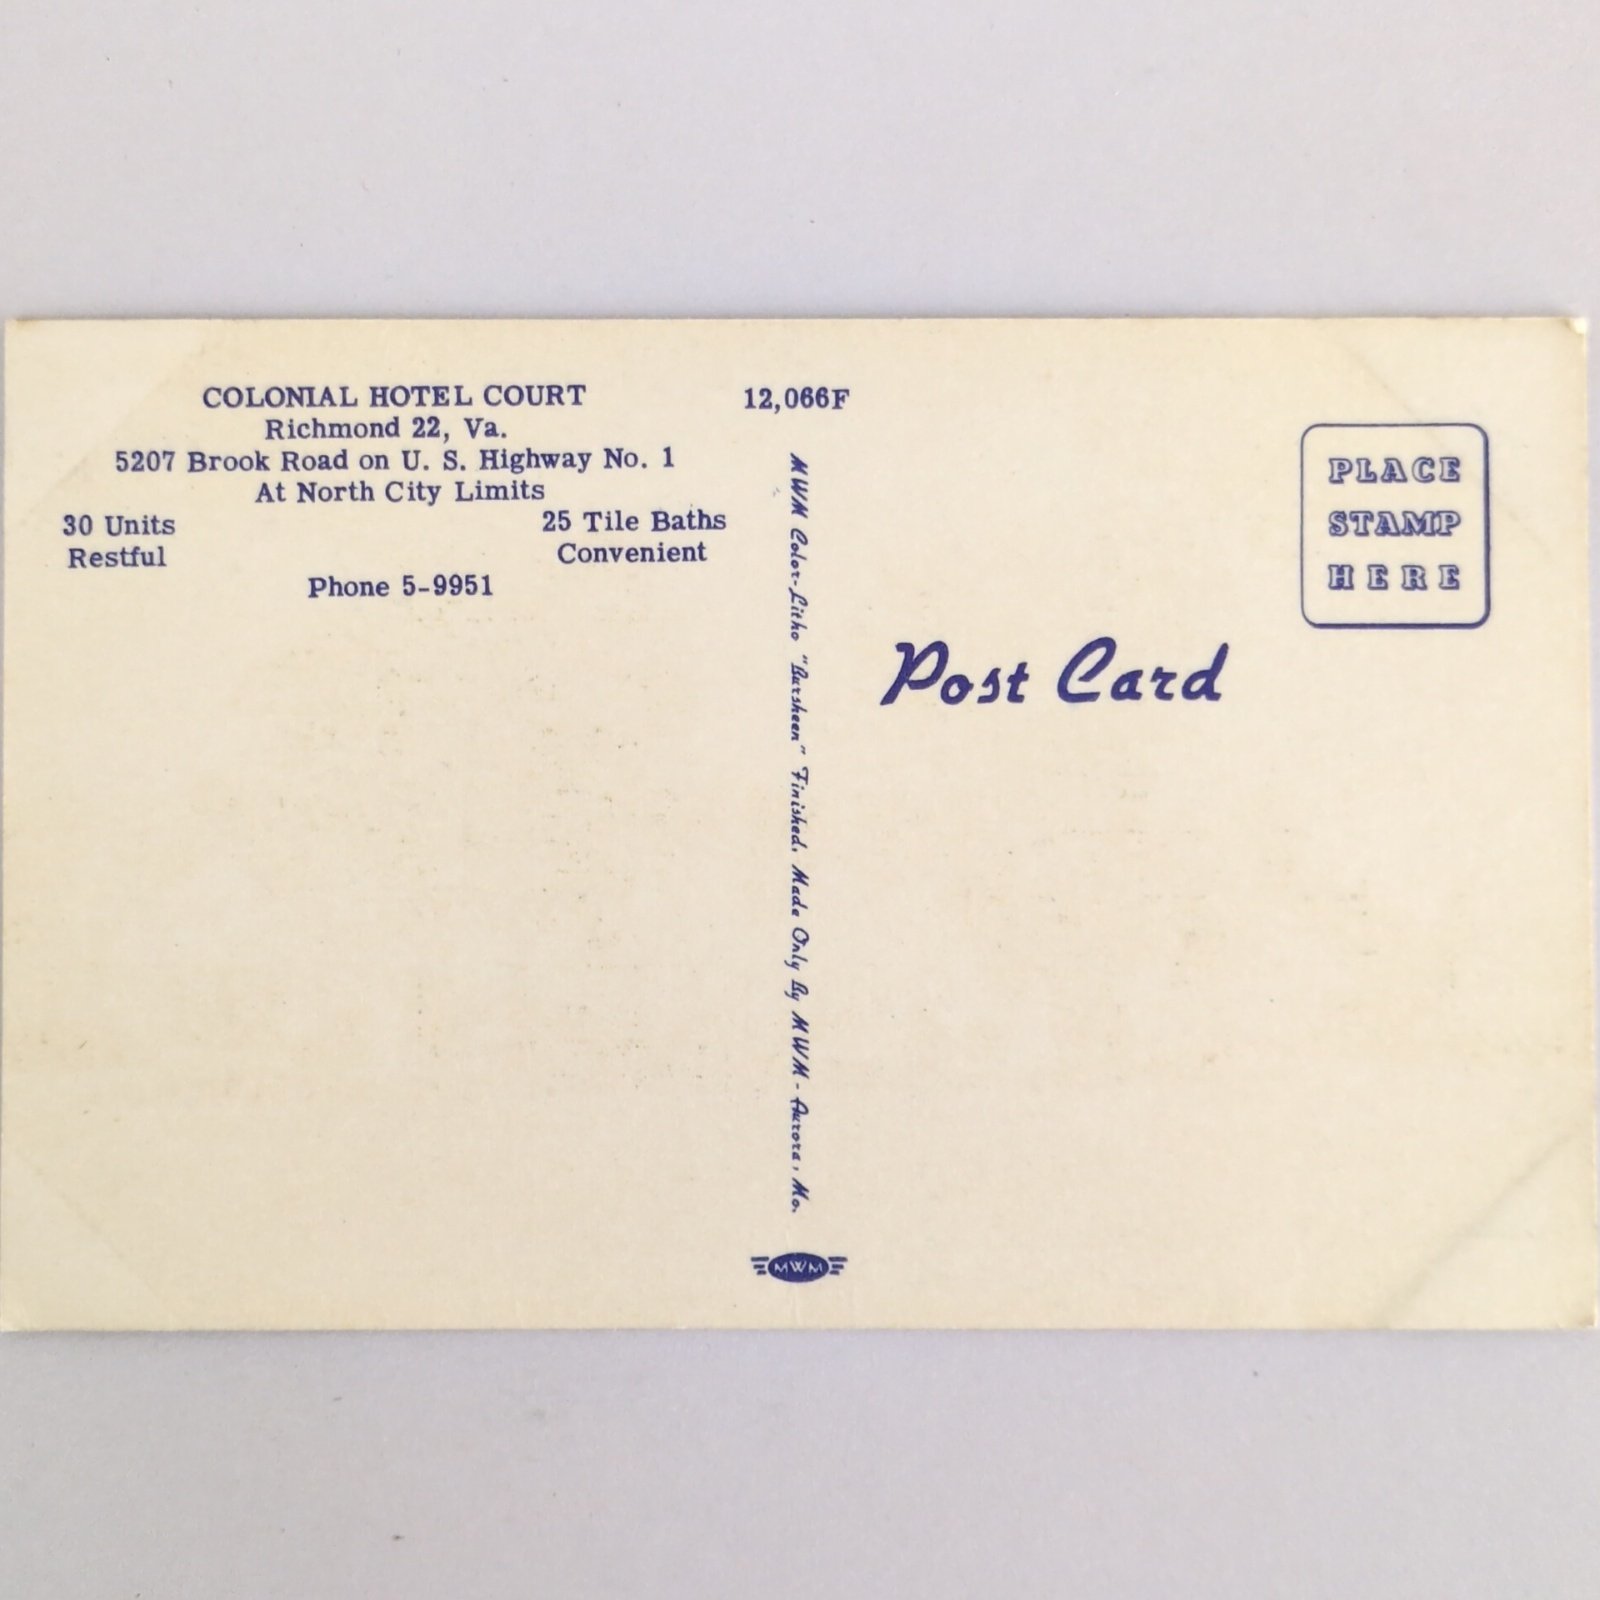 COLONIAL HOTEL COURT
Richmond 22, Va.
5207 Brook Road on U. S. Highway No. 1
At North City Limits
30 Units 25 Tile Baths
Restful Convenient
Phone 5-9951
12,066F
MWM Color-Litho "Bursheen" Finished, Made Only By MWM - Aurora, Mo.
MWM
PLACE
STAMP
HERE
Post Card